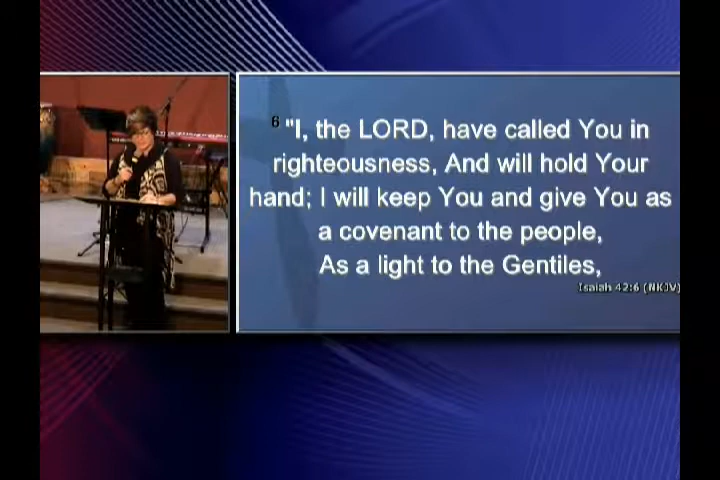 6 "I, the LORD, have called You in
righteousness, And will hold Your
hand; I will keep You and give You as
a covenant to the people,
As a light to the Gentiles,
Isaiah 42:6 (NKJV)